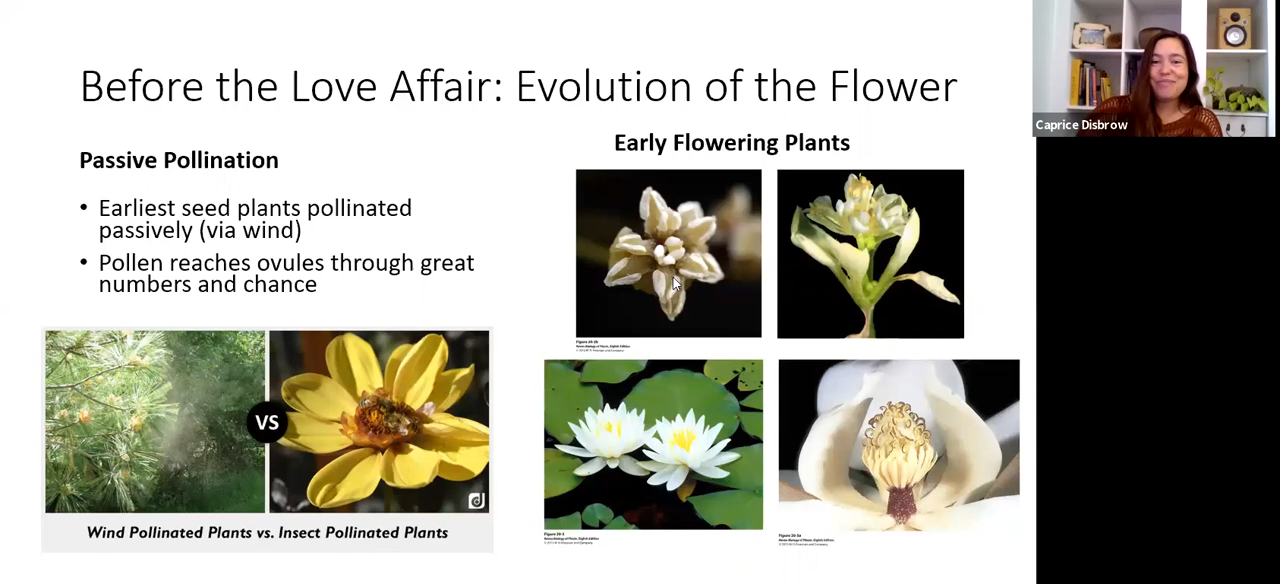 Before the Love Affair: Evolution of the Flower
Caprice Disbrow
Passive Pollination
• Earliest seed plants pollinated
passively (via wind)
• Pollen reaches ovules through great
numbers and chance
VS
Wind Pollinated Plants vs. Insect Pollinated Plants
Early Flowering Plants